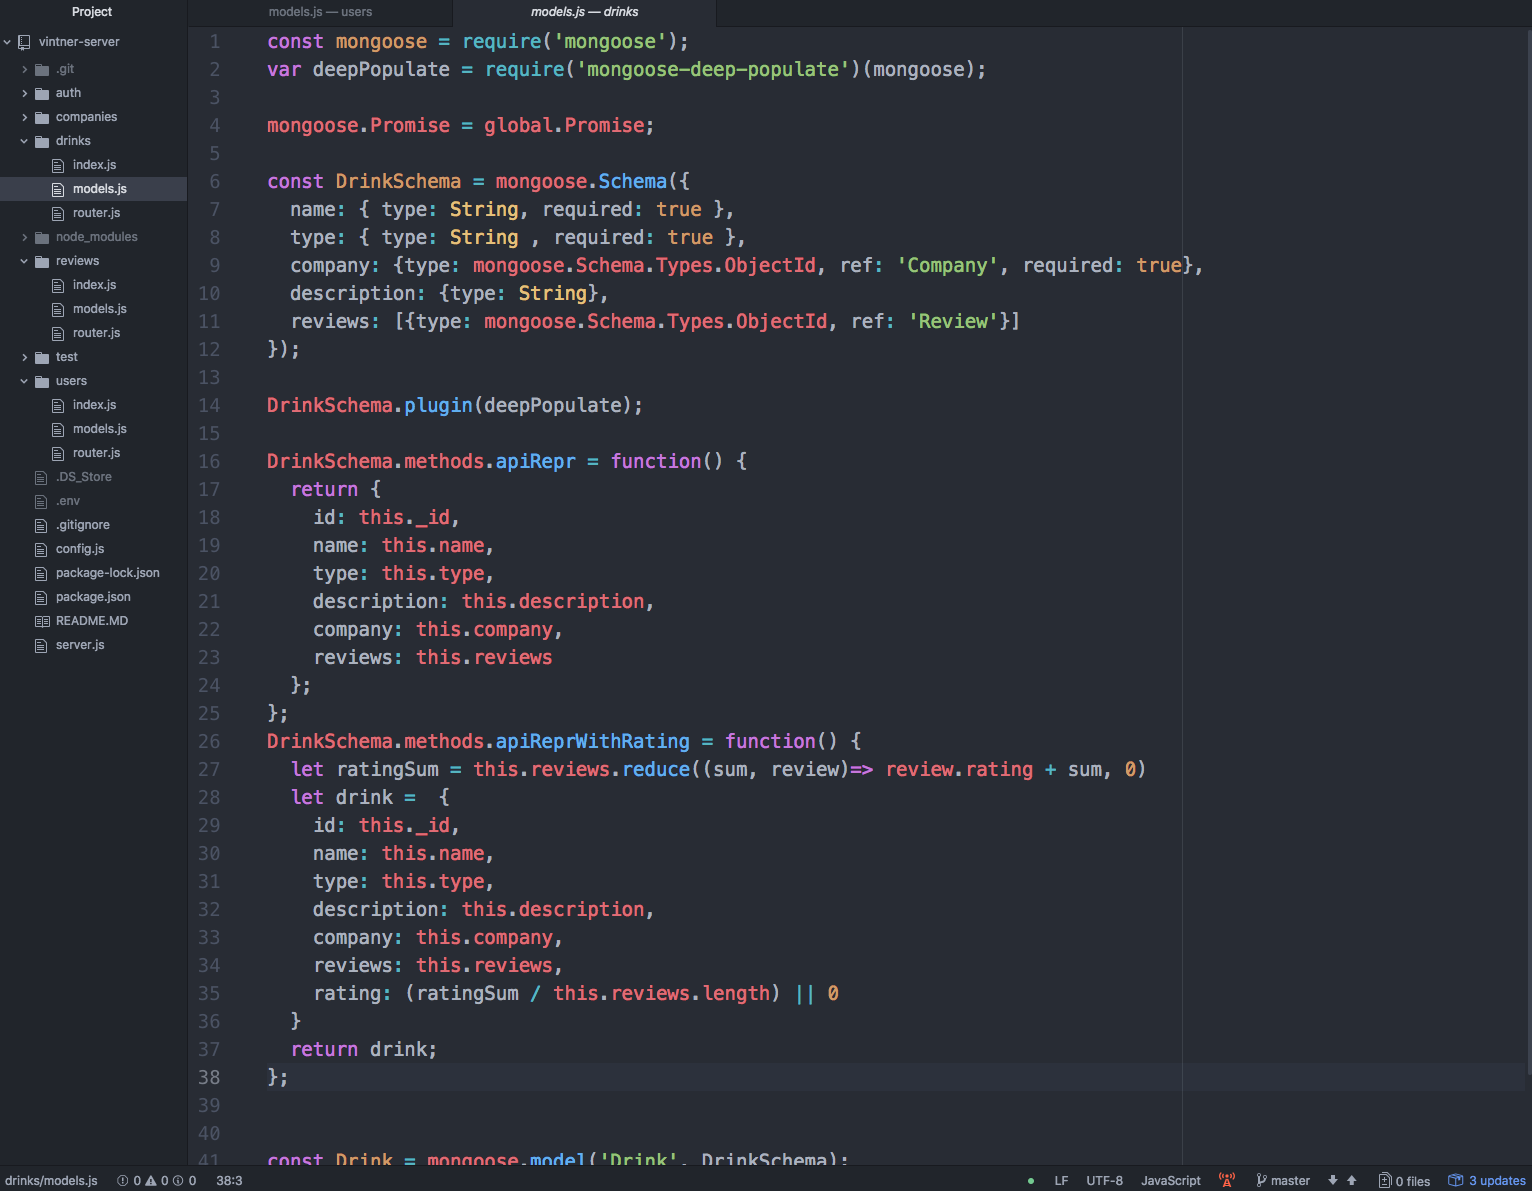 Project
models.js — users
models.js — drinks
vintner-server
.git
auth
companies
drinks
index.js
models.js
router.js
node_modules
reviews
index.js
models.js
router.js
test
users
index.js
models.js
router.js
.DS_Store
.env
.gitignore
config.js
package-lock.json
package.json
README.MD
server.js
1 const mongoose = require('mongoose');
2 var deepPopulate = require('mongoose-deep-populate')(mongoose);
3
4 mongoose.Promise = global.Promise;
5
6 const DrinkSchema = mongoose.Schema({
7   name: { type: String, required: true },
8   type: { type: String , required: true },
9   company: {type: mongoose.Schema.Types.ObjectId, ref: 'Company', required: true},
10   description: {type: String},
11   reviews: [{type: mongoose.Schema.Types.ObjectId, ref: 'Review'}]
12 });
13
14 DrinkSchema.plugin(deepPopulate);
15
16 DrinkSchema.methods.apiRepr = function() {
17   return {
18     id: this._id,
19     name: this.name,
20     type: this.type,
21     description: this.description,
22     company: this.company,
23     reviews: this.reviews
24   };
25 };
26 DrinkSchema.methods.apiReprWithRating = function() {
27   let ratingSum = this.reviews.reduce((sum, review)=> review.rating + sum, 0)
28   let drink =  {
29     id: this._id,
30     name: this.name,
31     type: this.type,
32     description: this.description,
33     company: this.company,
34     reviews: this.reviews,
35     rating: (ratingSum / this.reviews.length) || 0
36   }
37   return drink;
38 };
39
40
41 const Drink = mongoose.model('Drink', DrinkSchema);
drinks/models.js 0 0 0 38:3 LF UTF-8 JavaScript master 0 files 3 updates